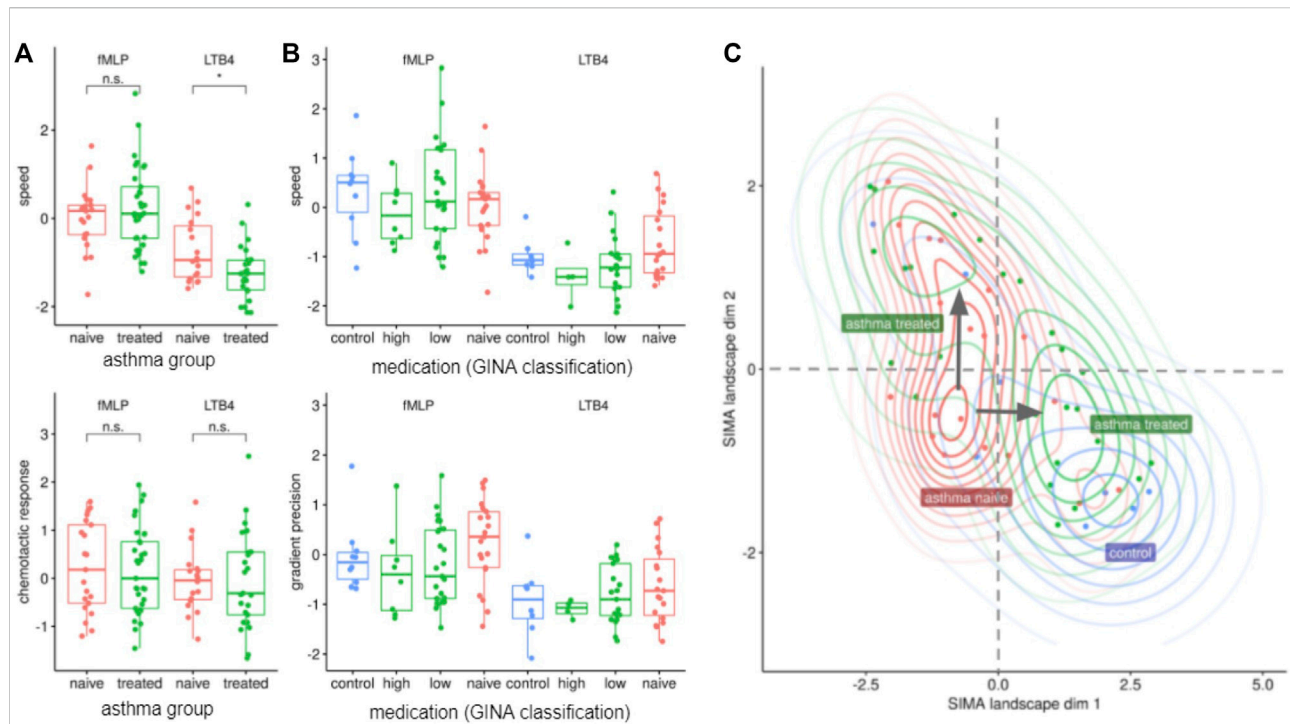 A
fMLP
LTB4
n.s.
*
speed
2
0
-2
naive treated naive treated
asthma group
fMLP
LTB4
n.s.
n.s.
chemotactic response
3
2
1
0
-1
naive treated naive treated
asthma group
B
fMLP
LTB4
speed
3
2
1
0
-1
-2
control high low naive control high low naive
medication (GINA classification)
fMLP
LTB4
gradient precision
3
2
1
-0
-1
-2
control high low naive control high low naive
medication (GINA classification)
C
SIMA landscape dim 2
2
0
-2
asthma treated
asthma treated
asthma naive
control
-2.5 0.0 2.5 5.0
SIMA landscape dim 1